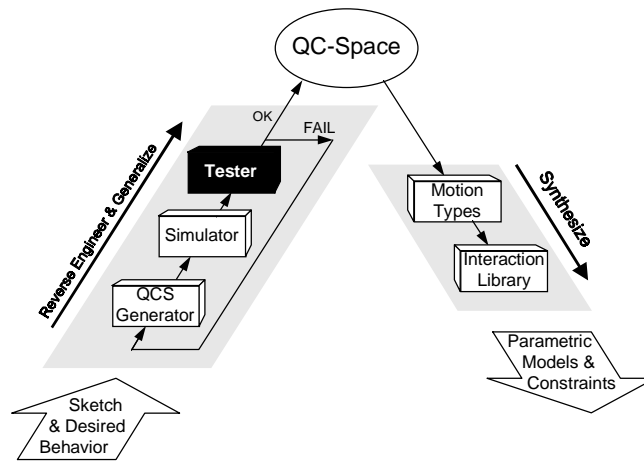 QC-Space
OK
FAIL
Tester
Reverse Engineer & Generalize
Simulator
QCS
Generator
Sketch
& Desired
Behavior
Motion
Types
Synthesize
Interaction
Library
Parametric
Models &
Constraints